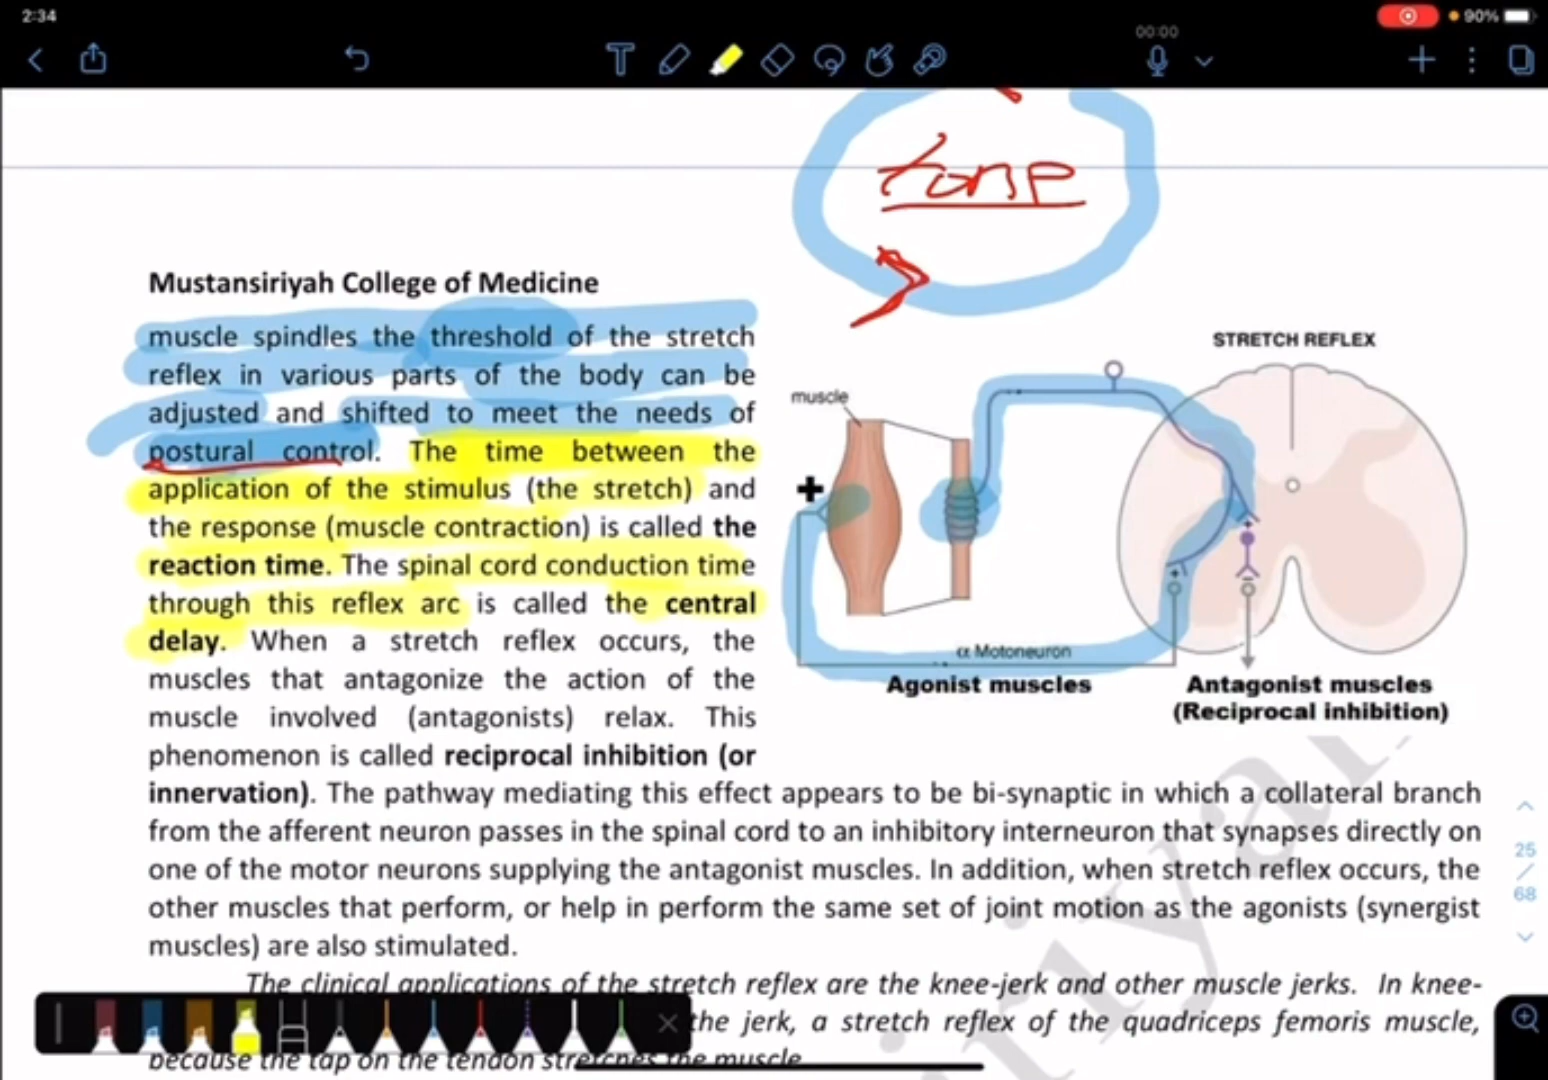 2:34
90%
00:00
tone
Mustansiriyah College of Medicine
muscle spindles the threshold of the stretch
reflex in various parts of the body can be
adjusted and shifted to meet the needs of
postural control. The time between the
application of the stimulus (the stretch) and
the response (muscle contraction) is called the
reaction time. The spinal cord conduction time
through this reflex arc is called the central
delay. When a stretch reflex occurs, the
muscles that antagonize the action of the
muscle involved (antagonists) relax. This
phenomenon is called reciprocal inhibition (or
innervation). The pathway mediating this effect appears to be bi-synaptic in which a collateral branch
from the afferent neuron passes in the spinal cord to an inhibitory interneuron that synapses directly on
one of the motor neurons supplying the antagonist muscles. In addition, when stretch reflex occurs, the
other muscles that perform, or help in perform the same set of joint motion as the agonists (synergist
muscles) are also stimulated.
The clinical applications of the stretch reflex are the knee-jerk and other muscle jerks. In knee-
the jerk, a stretch reflex of the quadriceps femoris muscle,
because the tap on the tendon stretches the muscle
STRETCH REFLEX
muscle
+
α Motoneuron
Agonist muscles
Antagonist muscles
(Reciprocal inhibition)
25
/
68